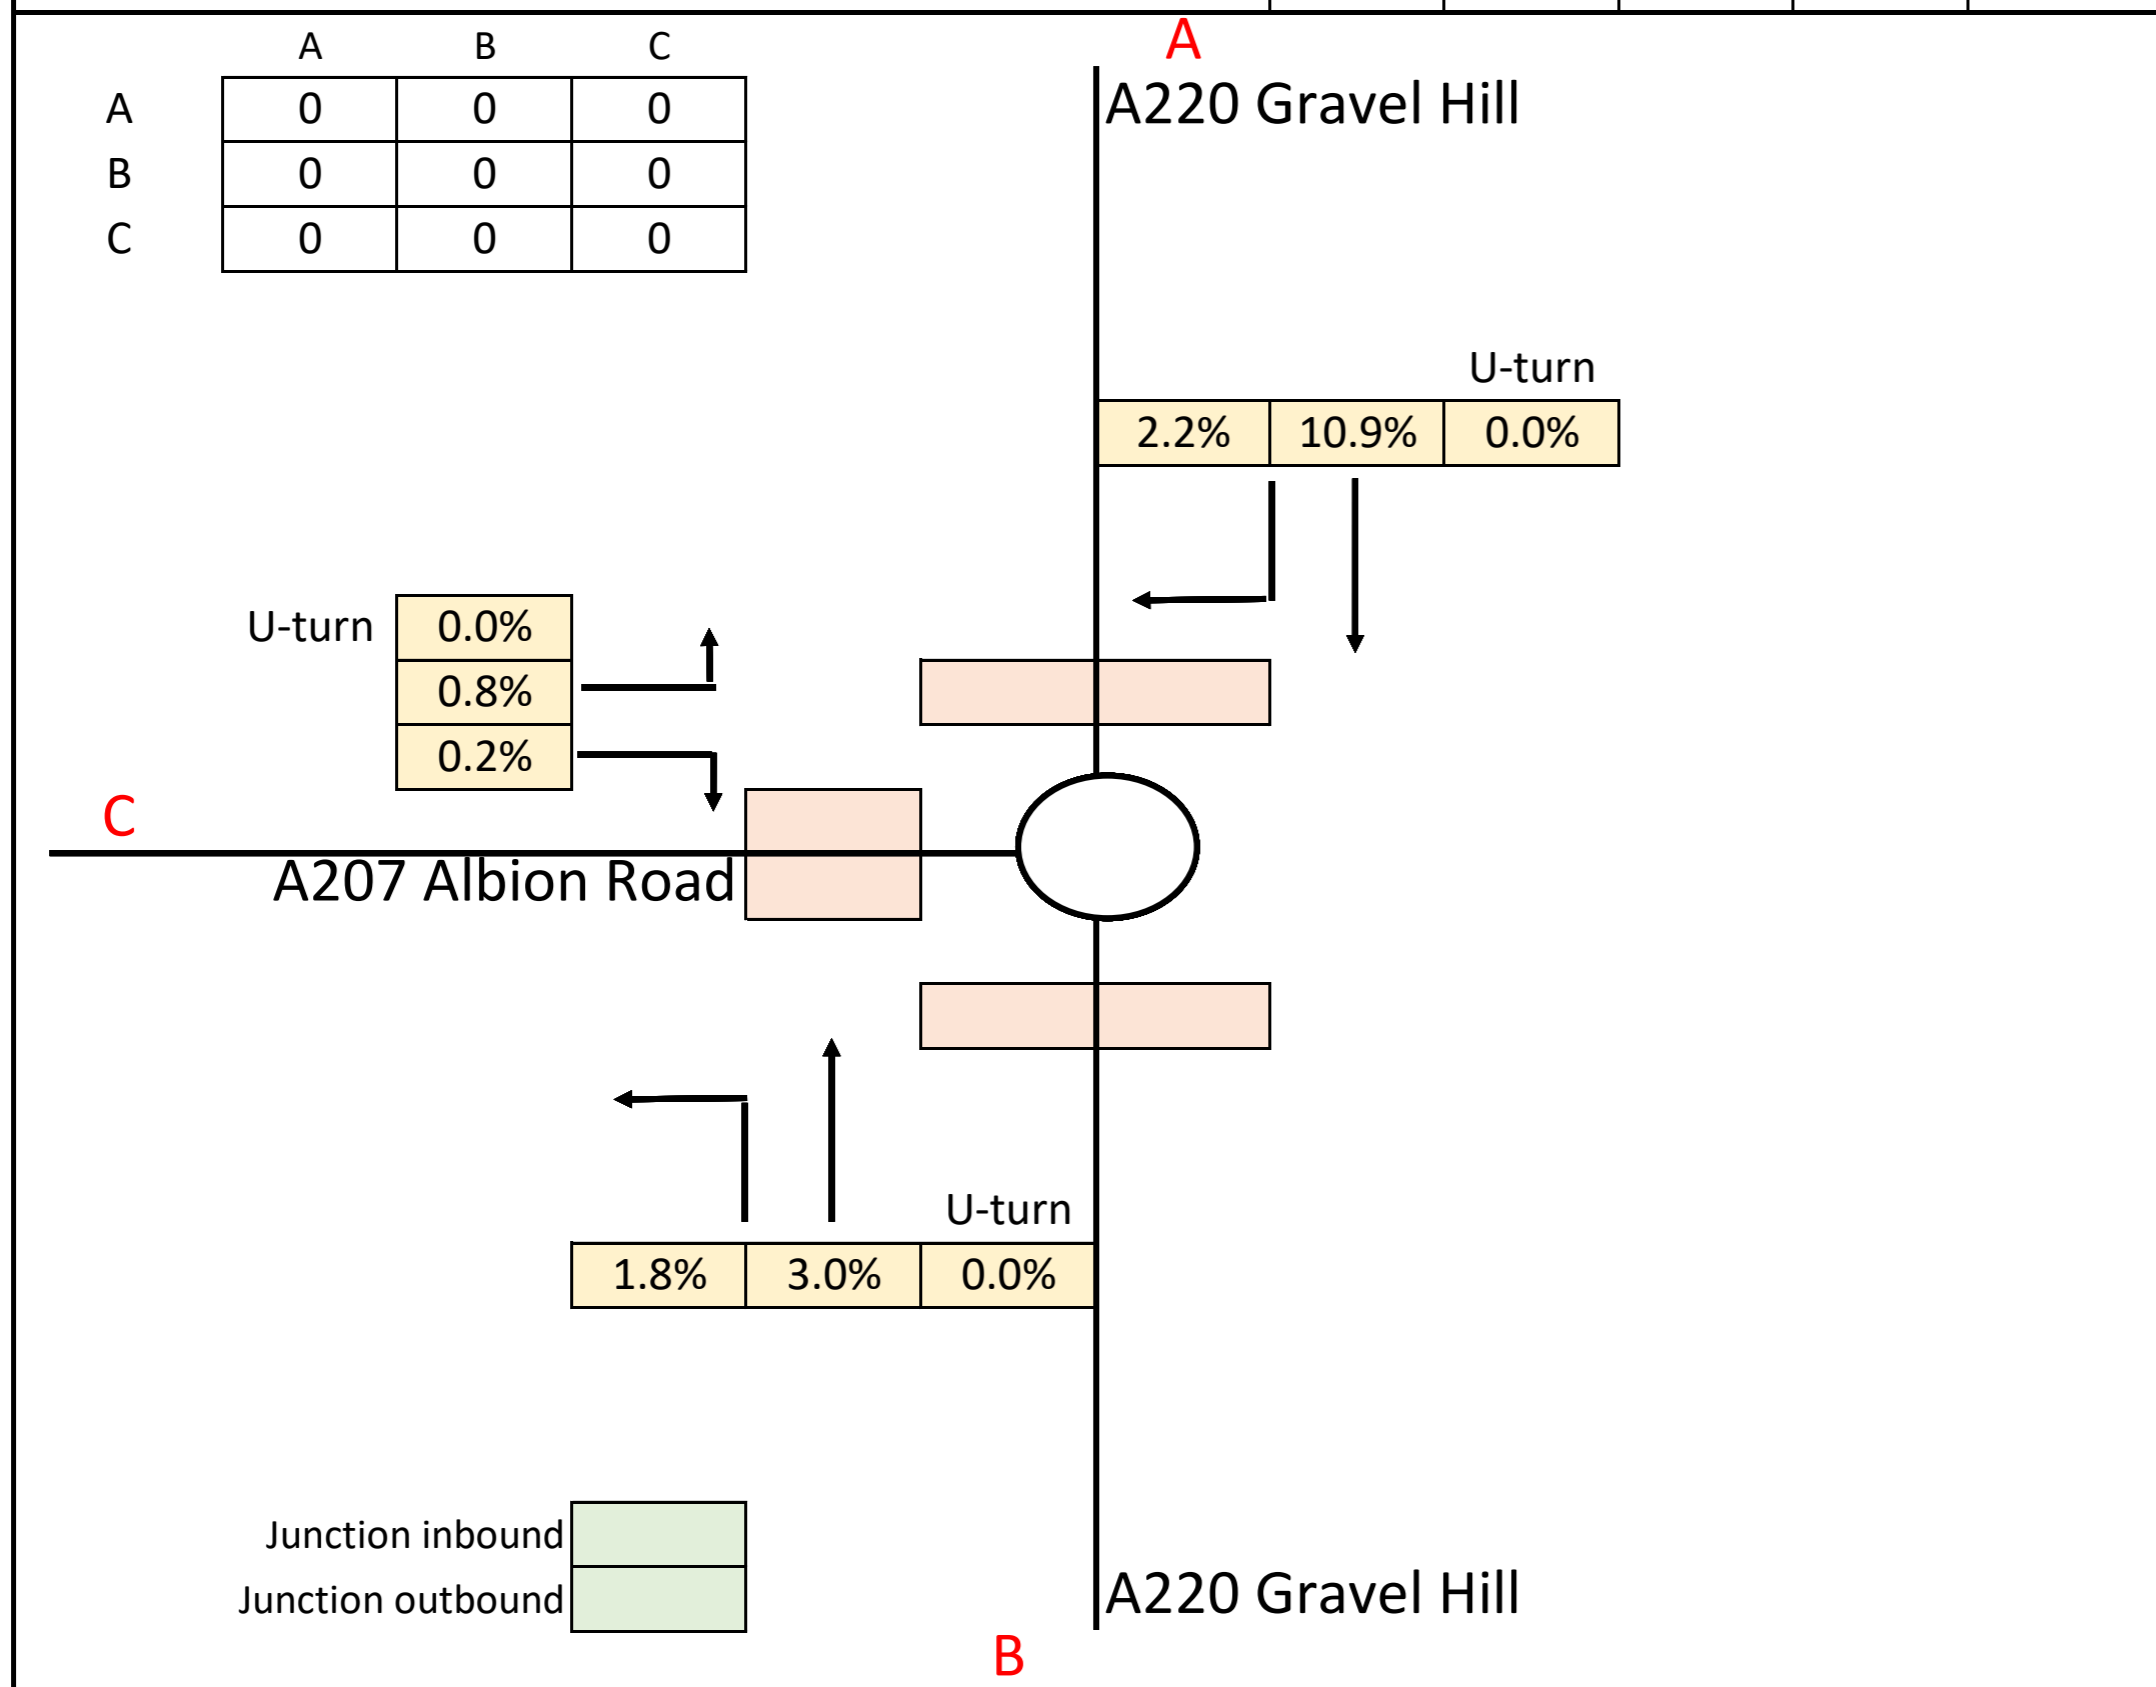 A
A B C
A 0 0 0
B 0 0 0
C 0 0 0
A220 Gravel Hill
U-turn
2.2% 10.9% 0.0%
U-turn 0.0%
0.8%
0.2%
C
A207 Albion Road
U-turn
1.8% 3.0% 0.0%
Junction inbound
Junction outbound
A220 Gravel Hill
B